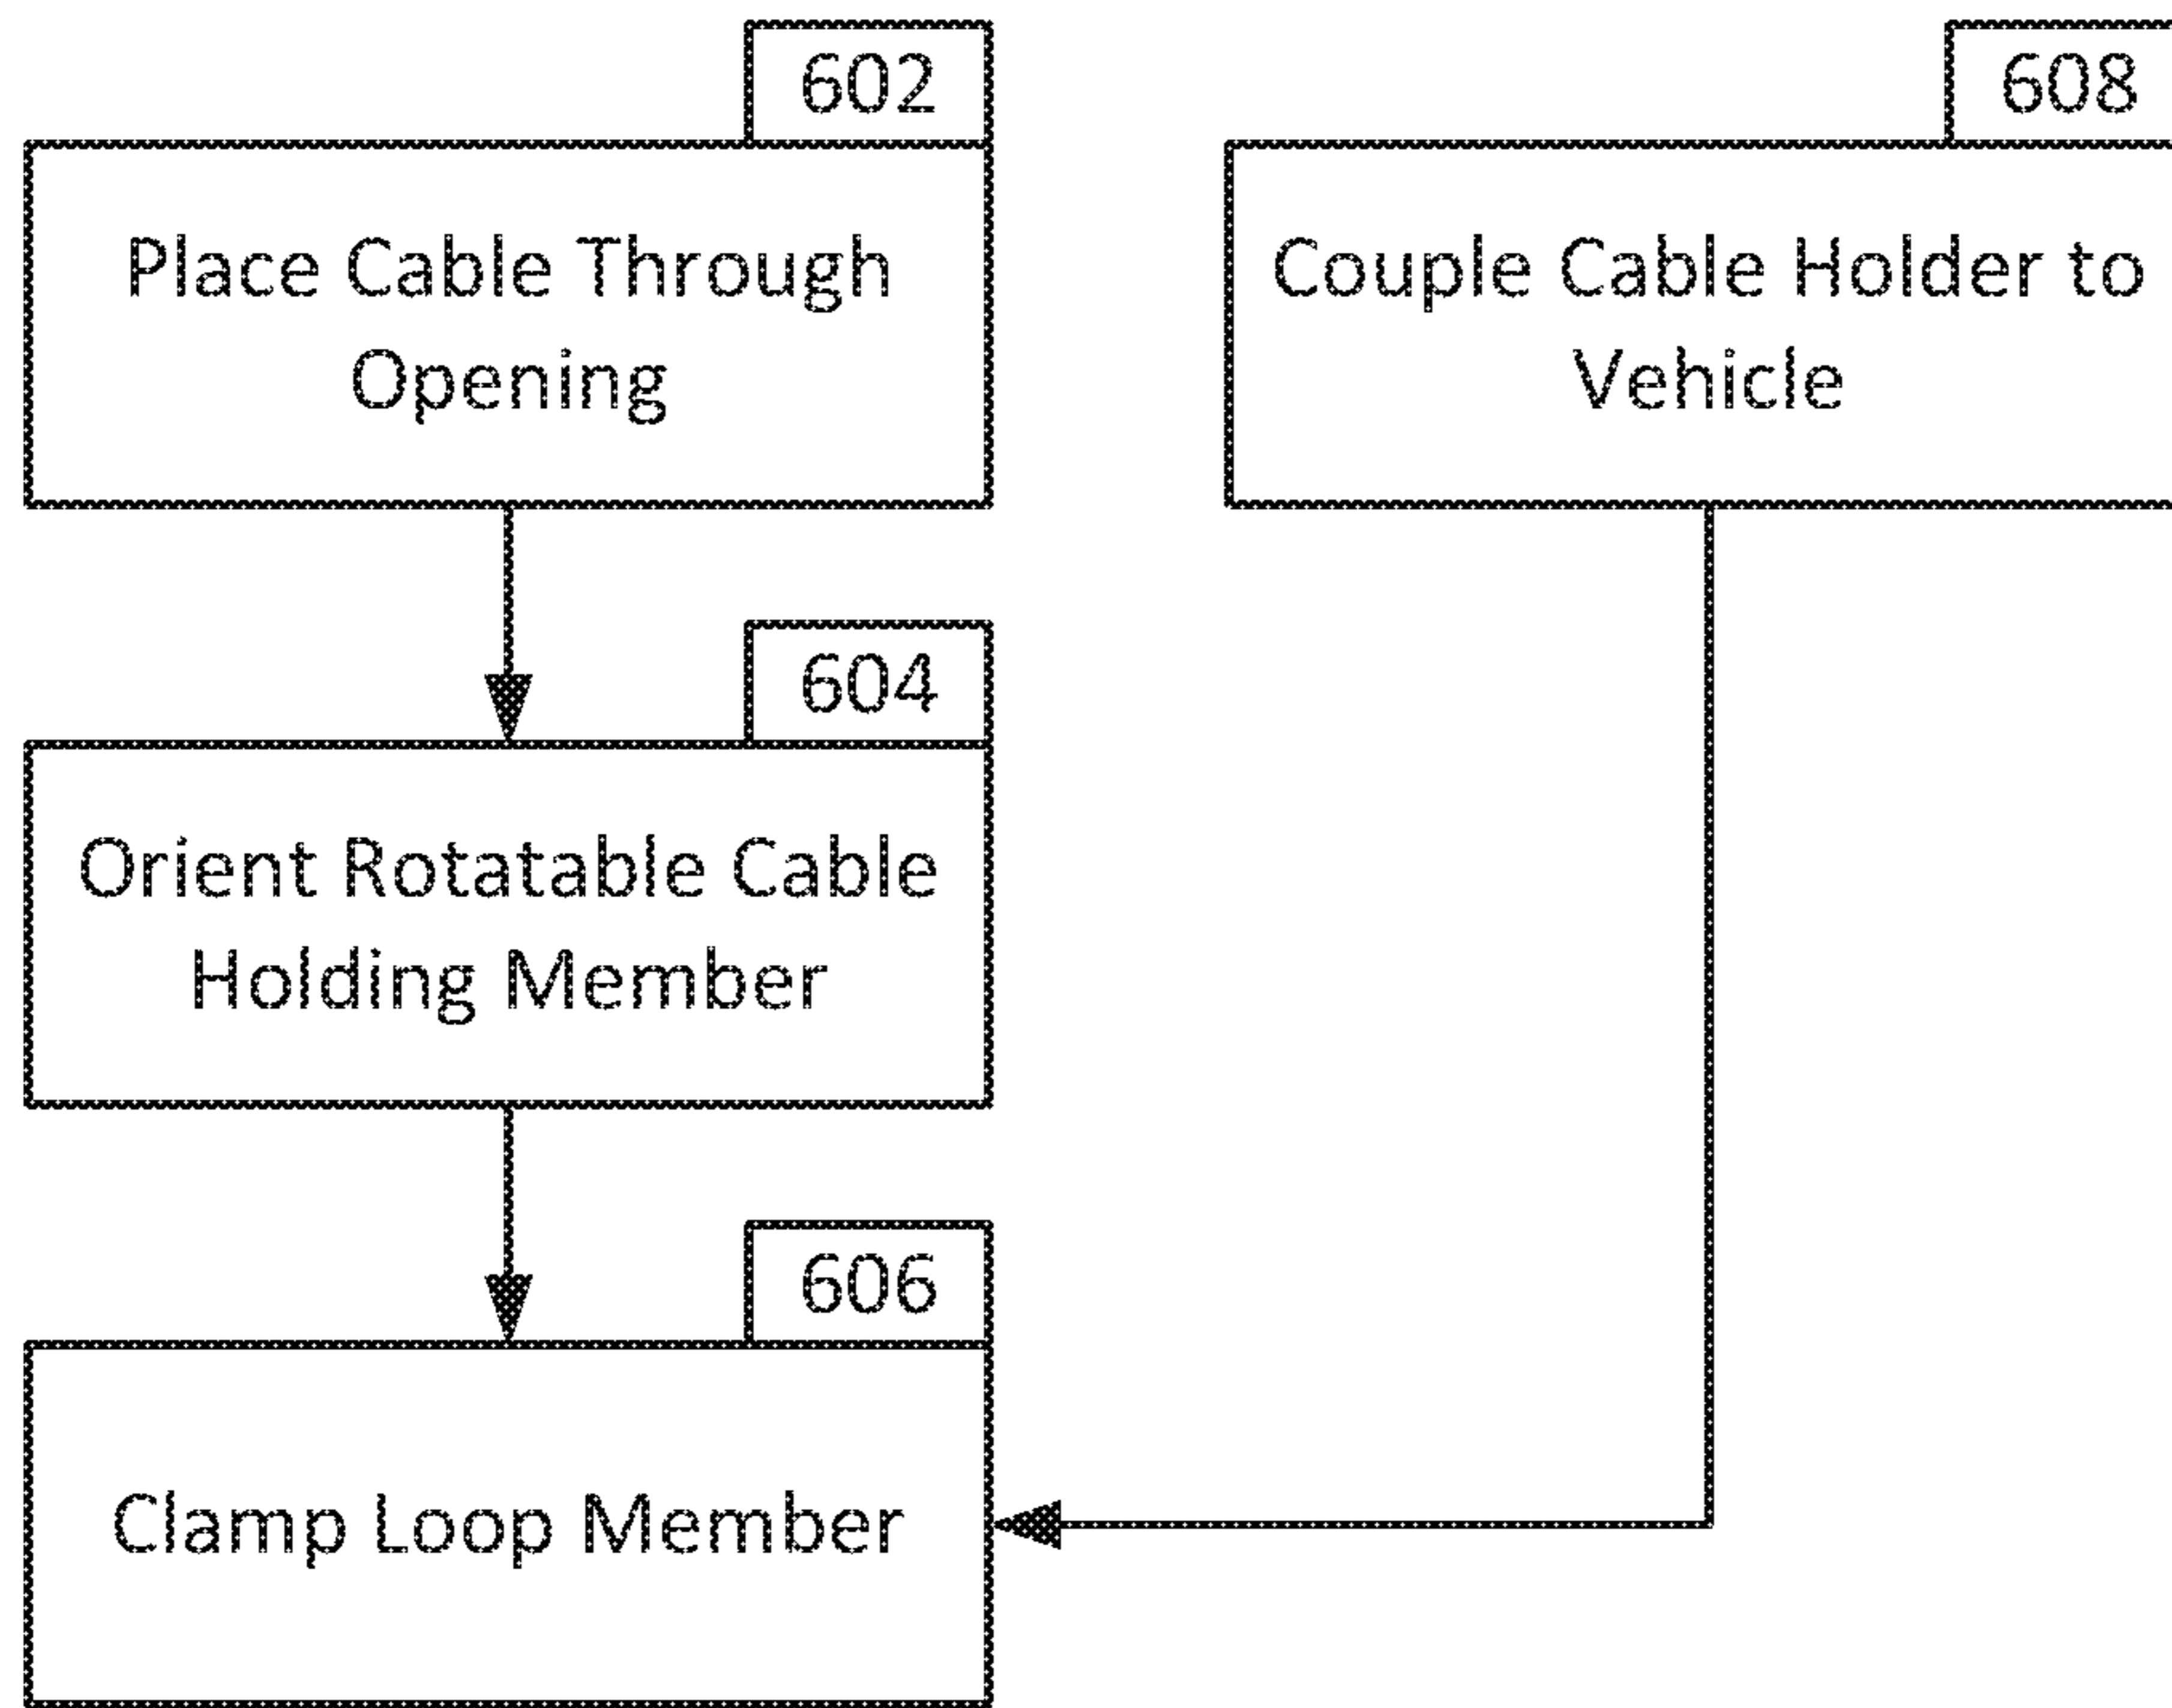 602
Place Cable Through
Opening
608
Couple Cable Holder to
Vehicle
604
Orient Rotatable Cable
Holding Member
606
Clamp Loop Member